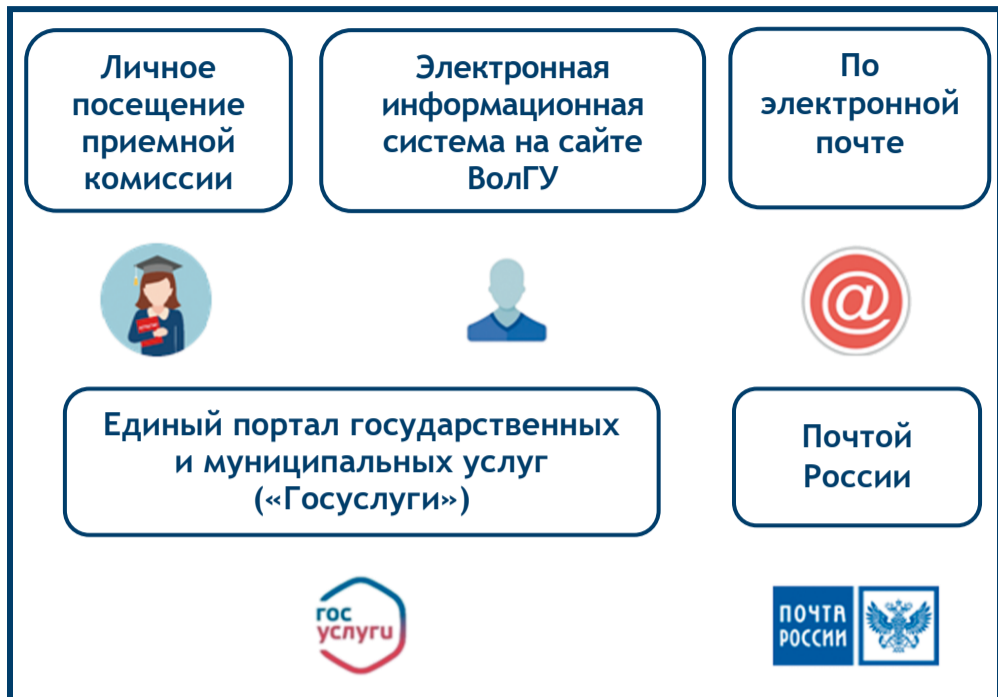 Личное
посещение
приемной
комиссии
Электронная
информационная
система на сайте
ВолГУ
По
электронной
почте
@
Единый портал государственных
и муниципальных услуг
(«Госуслуги»)
Почтой
России
гос
услуги
ПОЧТА
РОССИИ